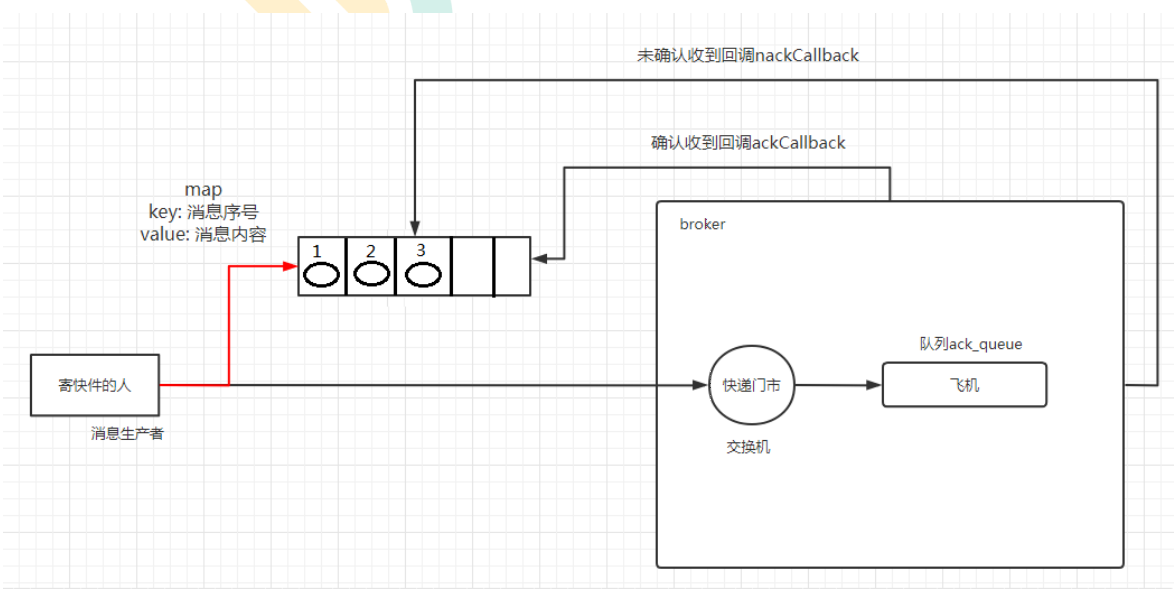 未确认收到回调nackCallback
确认收到回调ackCallback
map
key: 消息序号
value: 消息内容
broker
1 2 3
队列ack_queue
寄快件的人
快递门市
飞机
消息生产者
交换机